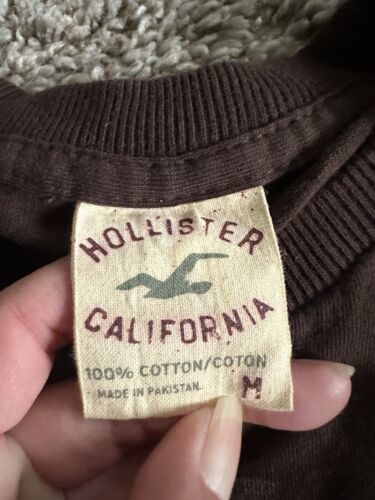 HOLLISTER
CALIFORNIA
100% COTTON/COTON
MADE IN PAKISTAN.
M